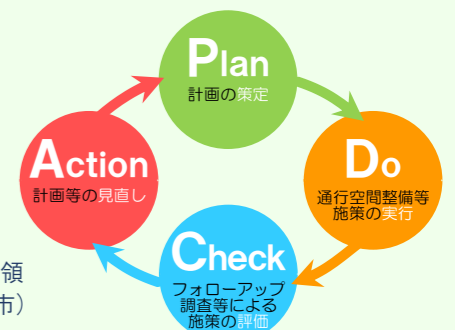 Plan
計画の策定
Action
計画等の見直し
Do
通行空間整備等
施策の実行
Check
フォローアップ
調査等による
施策の評価
領
市）